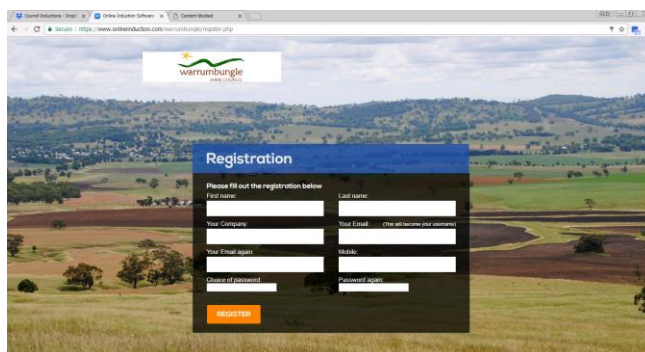 Council Inductions - Dropb
Online Induction Software
Content blocked
Secure | https://www.onlineinduction.com/warrumbungle/register.php
warrumbungle
SHIRE COUNCIL
Registration
Please fill out the registration below
First name:
Last name:
Your Company:
Your Email: (This will become your username)
Your Email again:
Mobile:
Choice of password:
Password again:
REGISTER